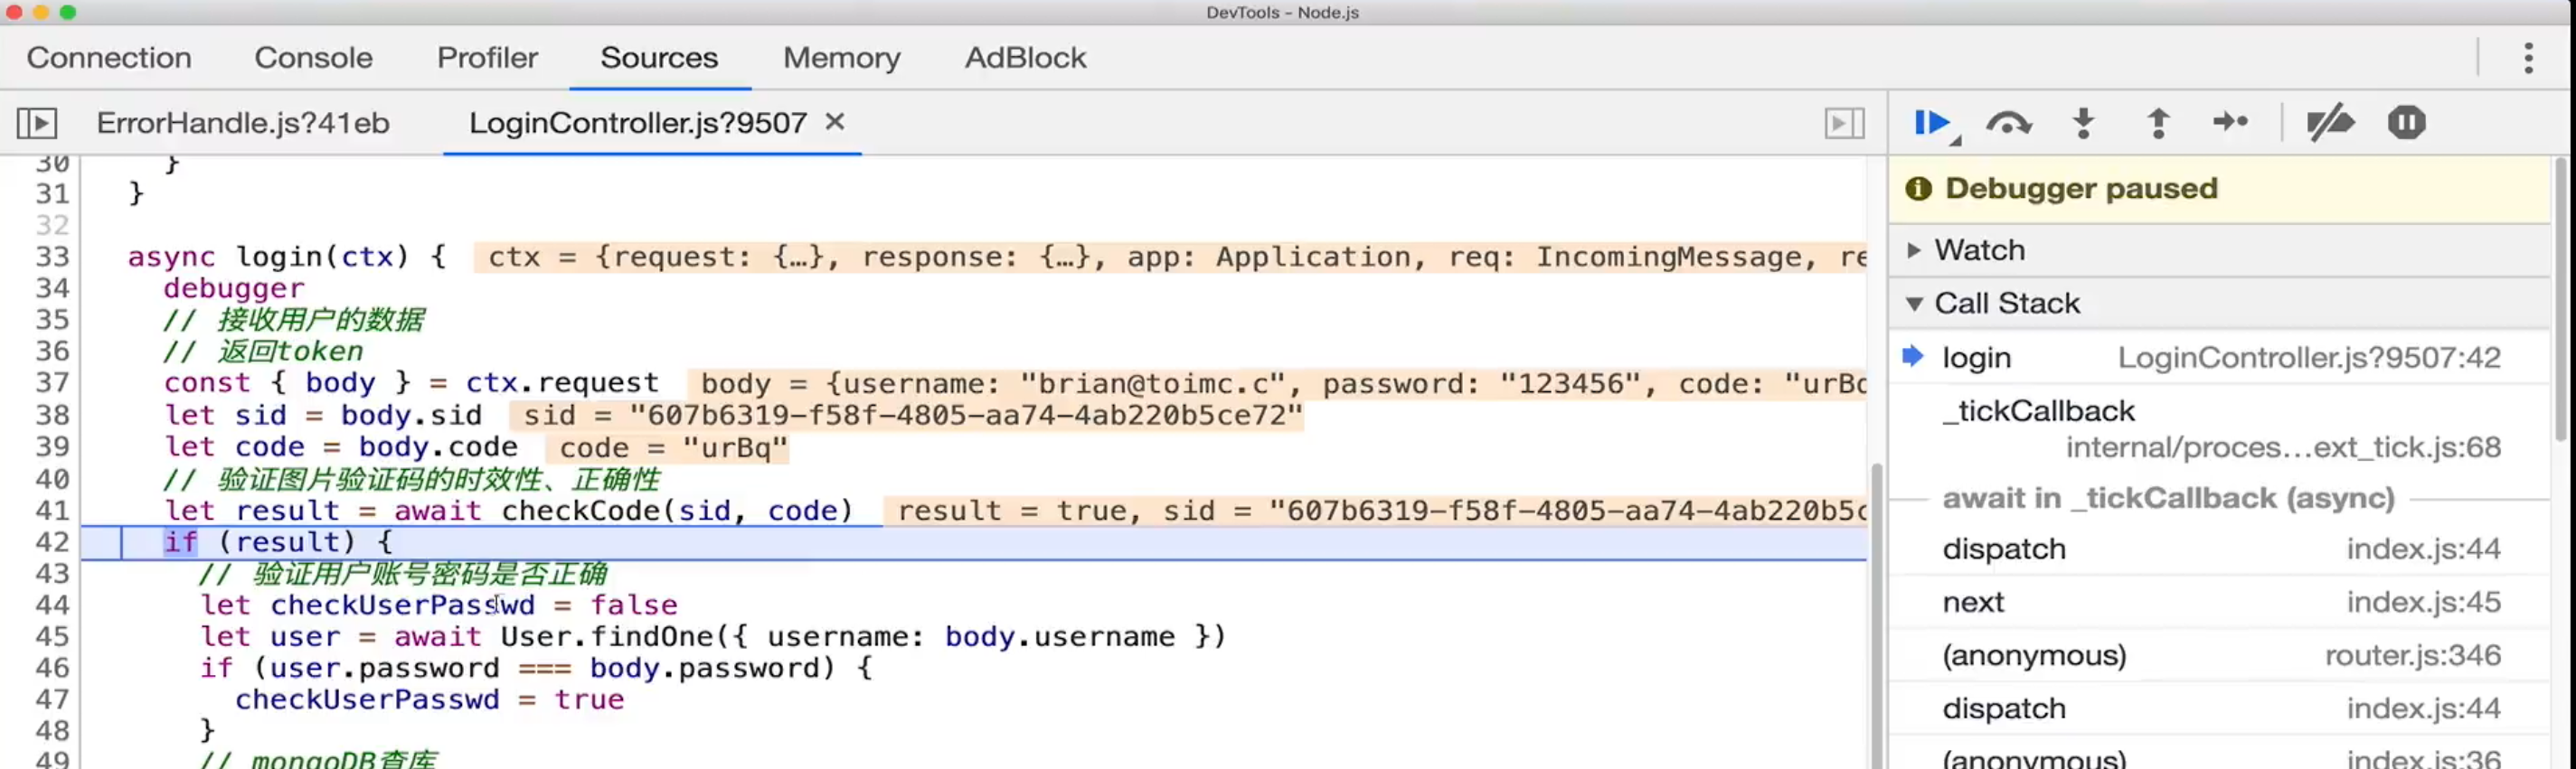 DevTools - Node.js
Connection Console Profiler Sources Memory AdBlock
ErrorHandle.js?41eb LoginController.js?9507 ×
30 }
31 }
32
33 async login(ctx) { ctx = {request: {…}, response: {…}, app: Application, req: IncomingMessage, re
34 debugger
35 // 接收用户的数据
36 // 返回token
37 const { body } = ctx.request body = {username: "brian@toimc.c", password: "123456", code: "urBq
38 let sid = body.sid sid = "607b6319-f58f-4805-aa74-4ab220b5ce72"
39 let code = body.code code = "urBq"
40 // 验证图片验证码的时效性、正确性
41 let result = await checkCode(sid, code) result = true, sid = "607b6319-f58f-4805-aa74-4ab220b5c
42 if (result) {
43 // 验证用户账号密码是否正确
44 let checkUserPasswd = false
45 let user = await User.findOne({ username: body.username })
46 if (user.password === body.password) {
47 checkUserPasswd = true
48 }
49 // mongoDB查库
Debugger paused
Watch
Call Stack
login LoginController.js?9507:42
_tickCallback
internal/proces…ext_tick.js:68
await in _tickCallback (async)
dispatch index.js:44
next index.js:45
(anonymous) router.js:346
dispatch index.js:44
(anonymous) index.js:36